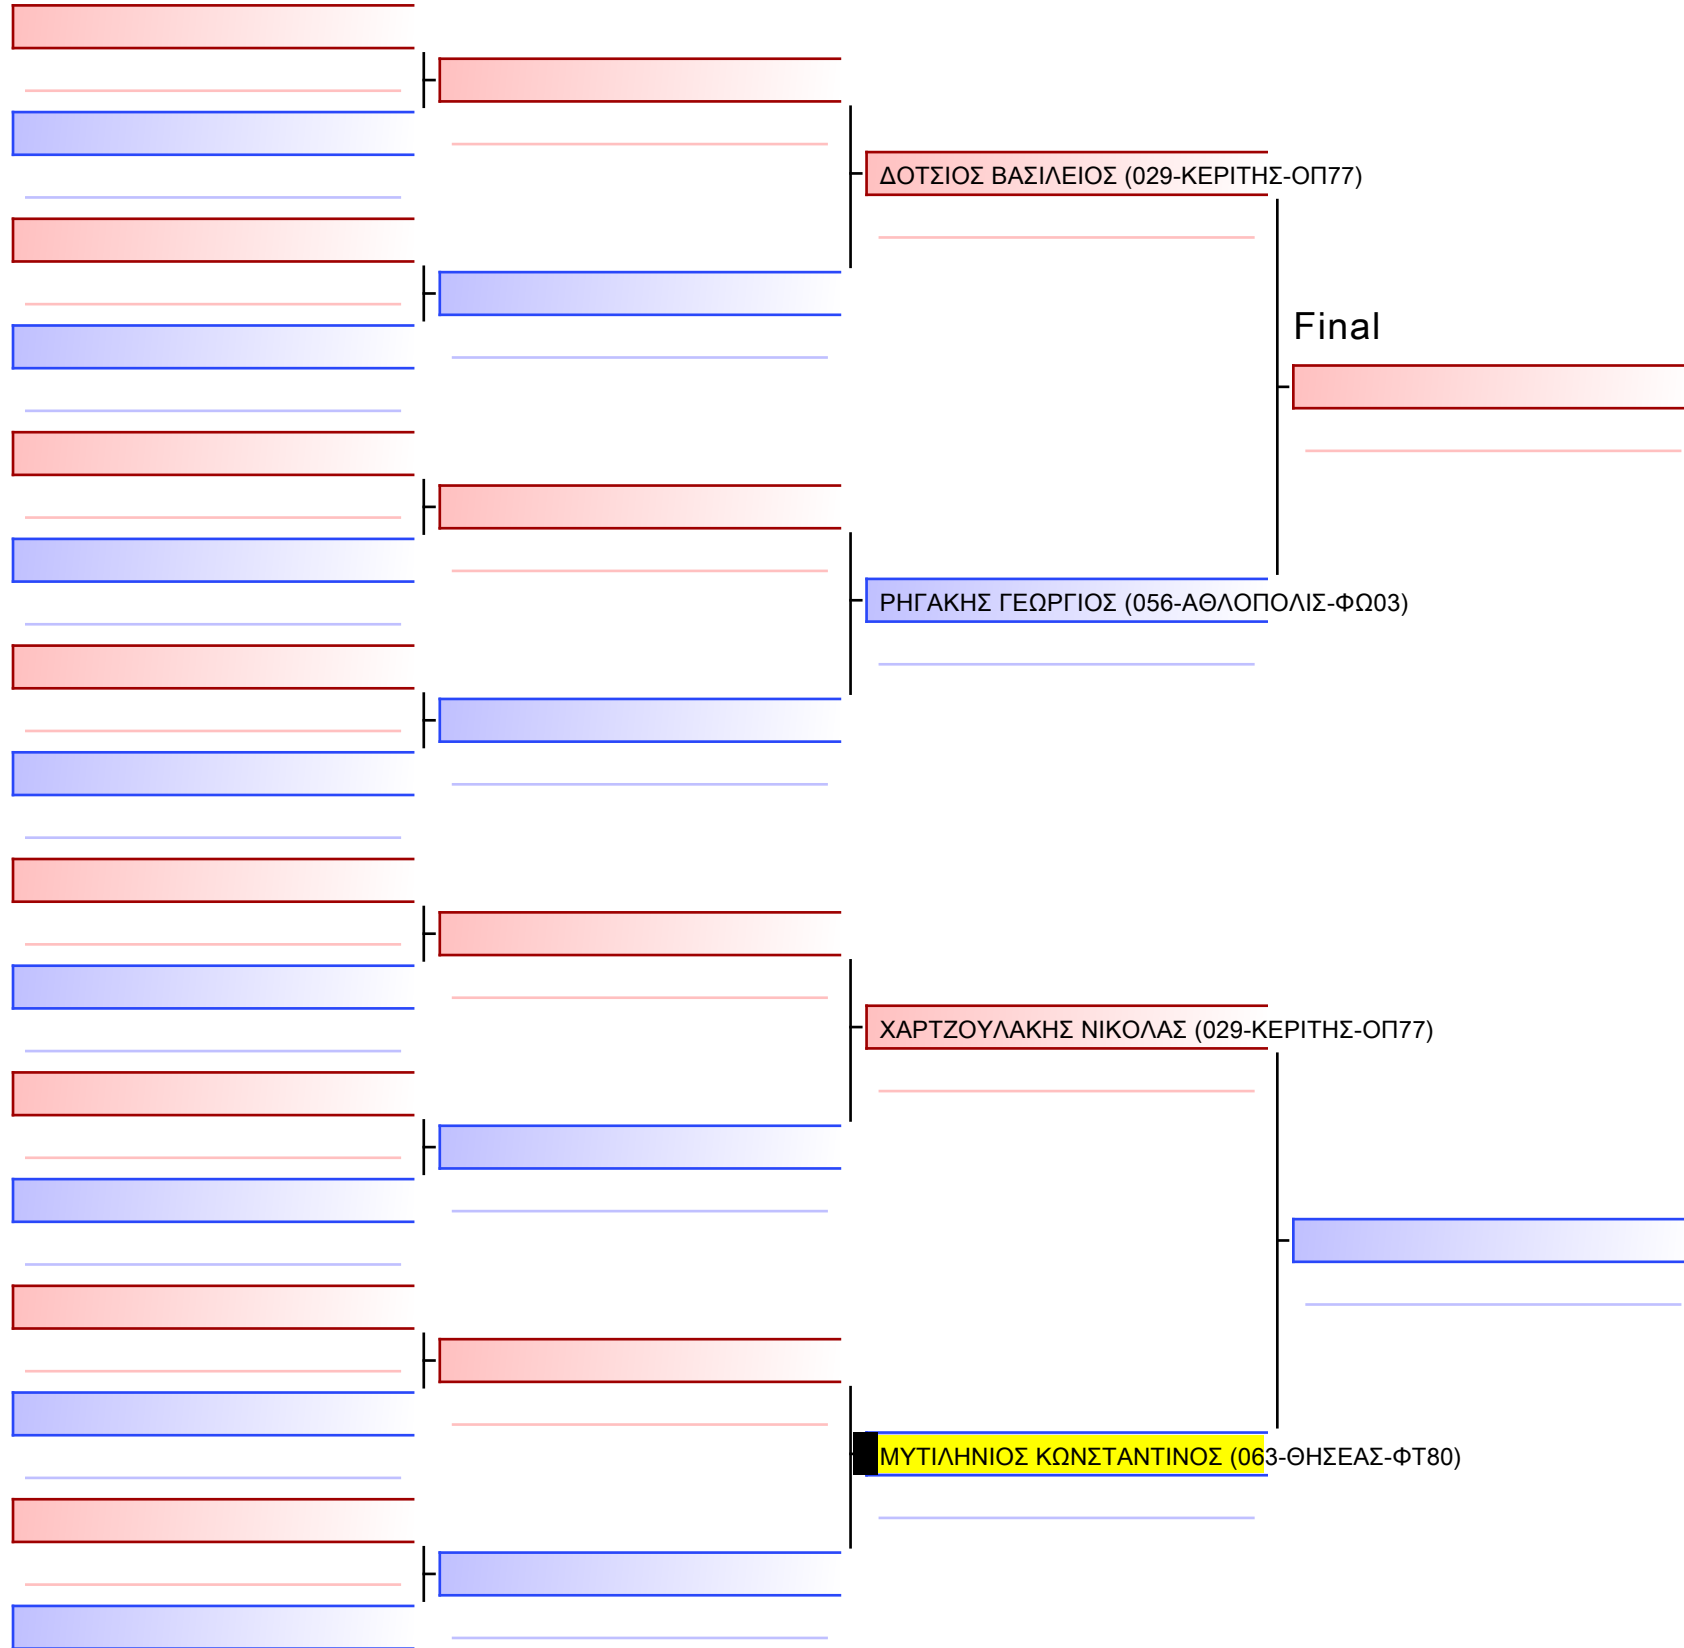 ΔΟΤΣΙΟΣ ΒΑΣΙΛΕΙΟΣ (029-ΚΕΡΙΤΗΣ-ΟΠ77)
Final
ΡΗΓΑΚΗΣ ΓΕΩΡΓΙΟΣ (056-ΑΘΛΟΠΟΛΙΣ-ΦΩ03)
ΧΑΡΤΖΟΥΛΑΚΗΣ ΝΙΚΟΛΑΣ (029-ΚΕΡΙΤΗΣ-ΟΠ77)
ΜΥΤΙΛΗΝΙΟΣ ΚΩΝΣΤΑΝΤΙΝΟΣ (063-ΘΗΣΕΑΣ-ΦΤ80)